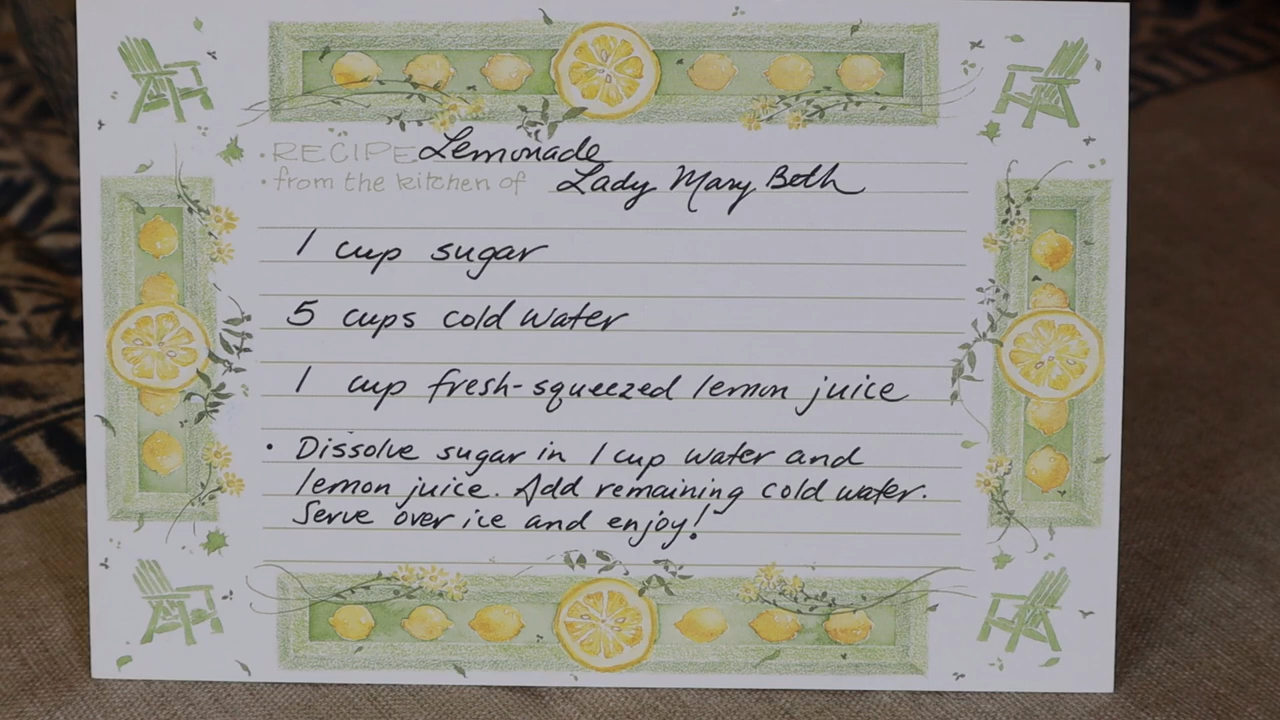 • RECIPE Lemonade
• from the kitchen of Lady Mary Beth
1 cup sugar
5 cups cold water
1 cup fresh-squeezed lemon juice
• Dissolve sugar in 1 cup water and
lemon juice. Add remaining cold water.
Serve over ice and enjoy!